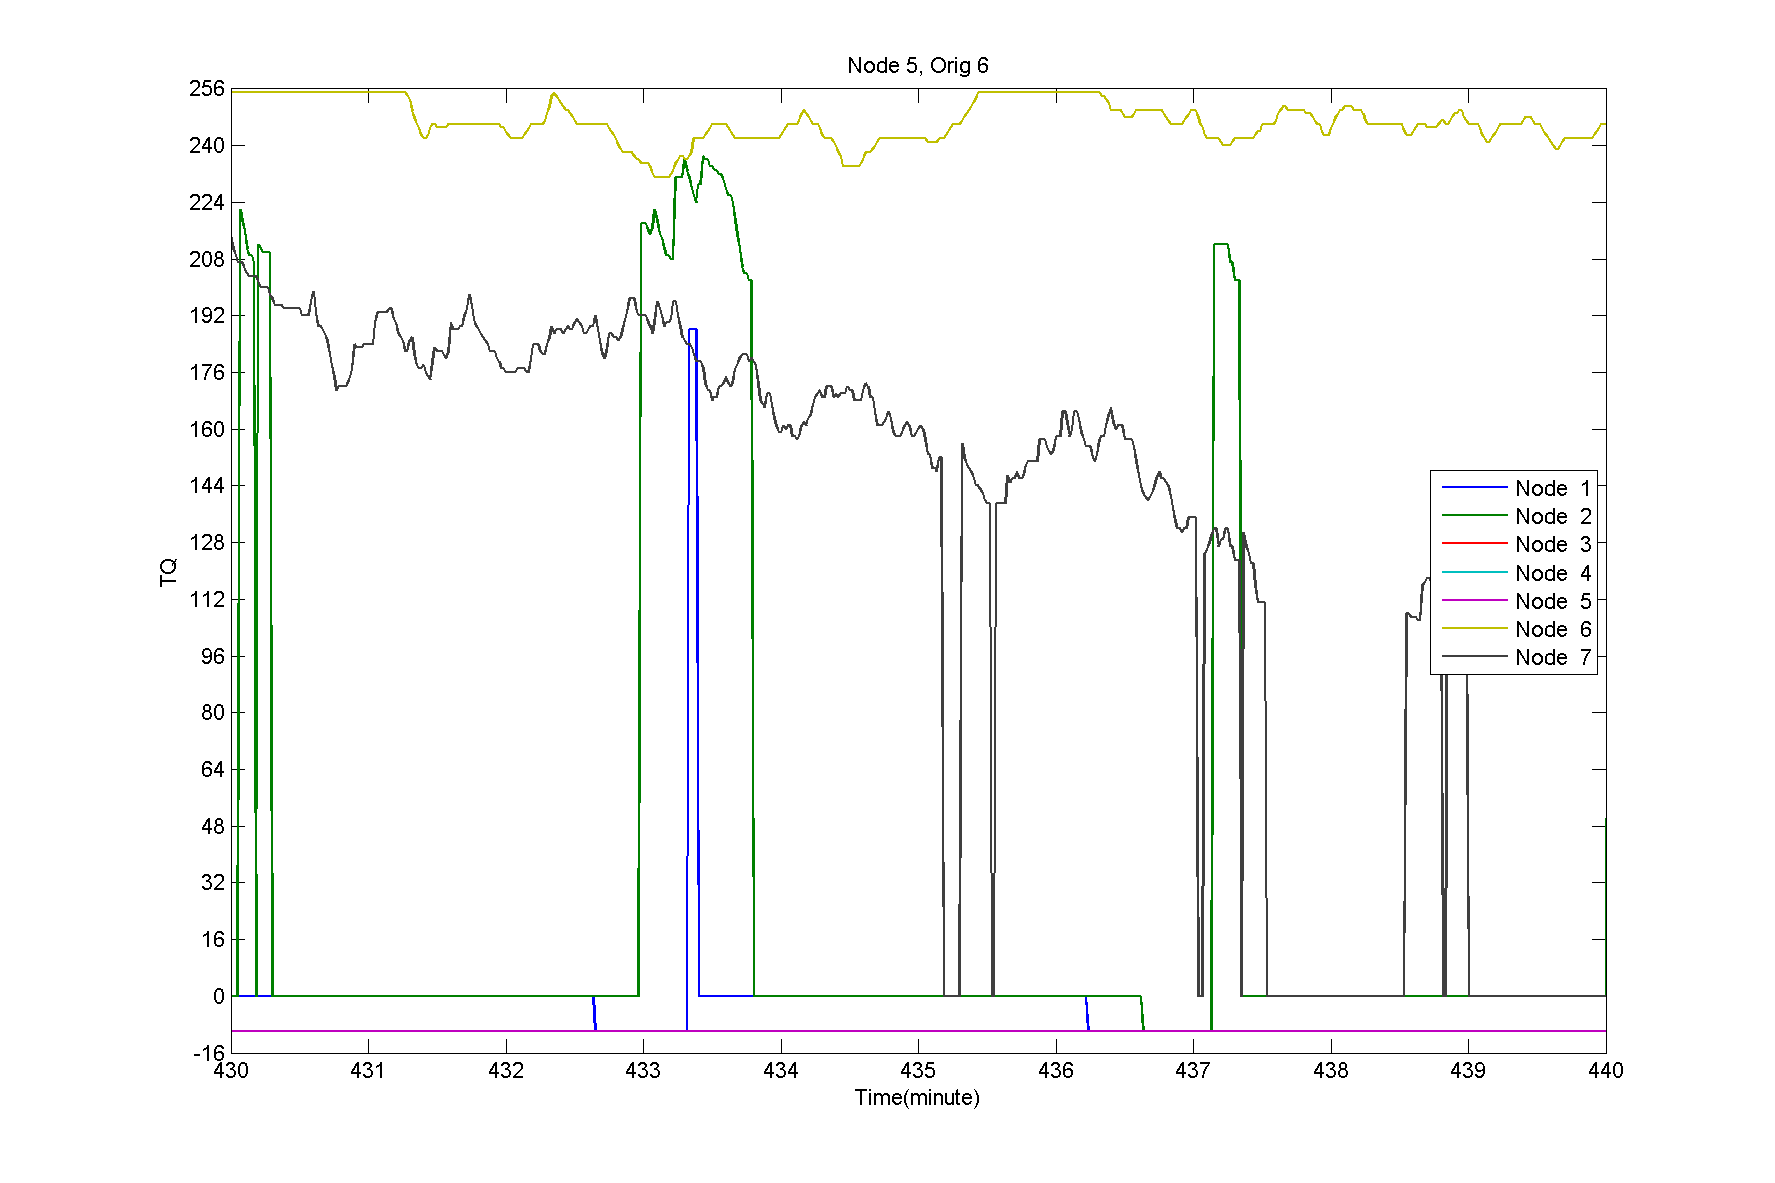 Node 5, Orig 6
256
240
224
208
192
176
160
144
128
112
96
80
64
48
32
16
0
-16
TQ
Node 1
Node 2
Node 3
Node 4
Node 5
Node 6
Node 7
430 431 432 433 434 435 436 437 438 439 440
Time(minute)